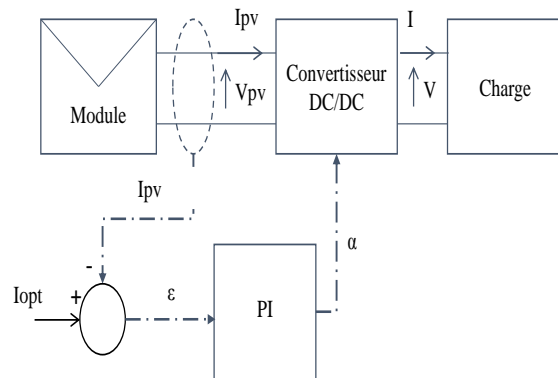 Ipv
I
Convertisseur
DC/DC
Vpv
V
Charge
Module
Ipv
α
-
Iopt
+
ε
PI